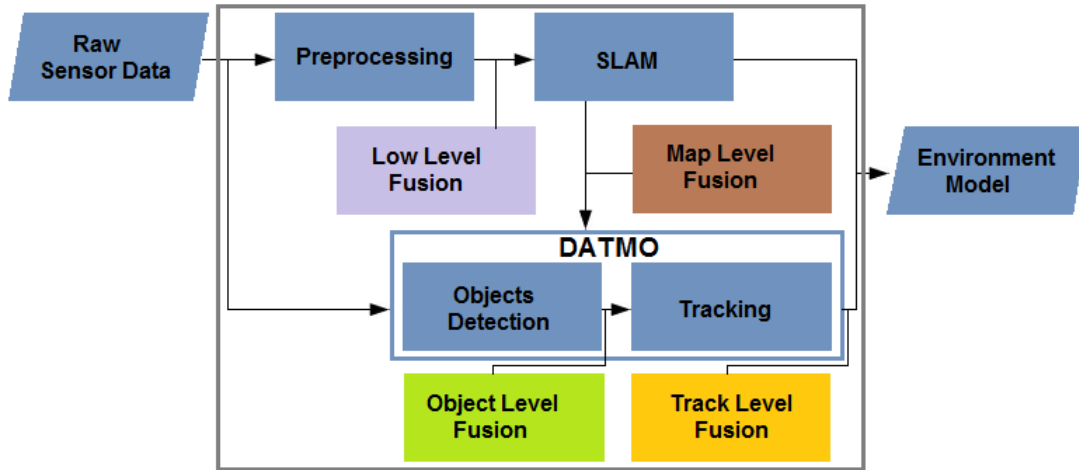 Raw
Sensor Data
Preprocessing
SLAM
Low Level
Fusion
Map Level
Fusion
Environment
Model
DATMO
Objects
Detection
Tracking
Object Level
Fusion
Track Level
Fusion